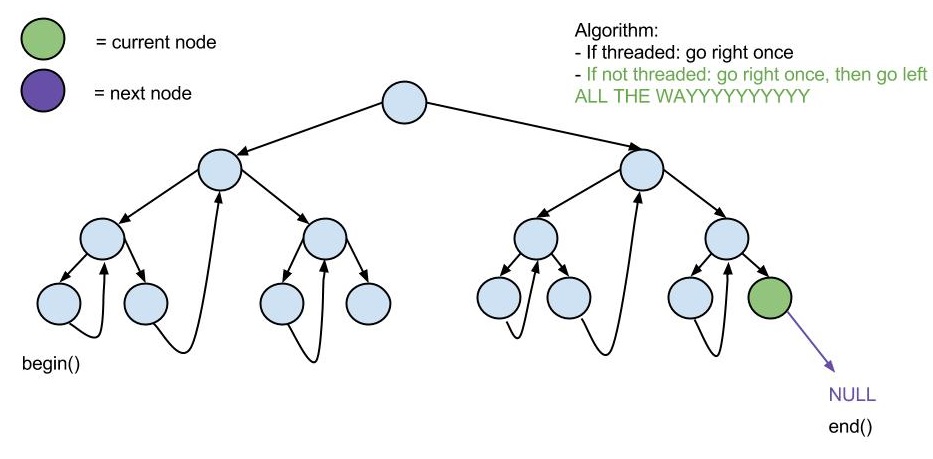 = current node
= next node
Algorithm:
- If threaded: go right once
- If not threaded: go right once, then go left
ALL THE WAYYYYYYYYYY
begin()
NULL
end()